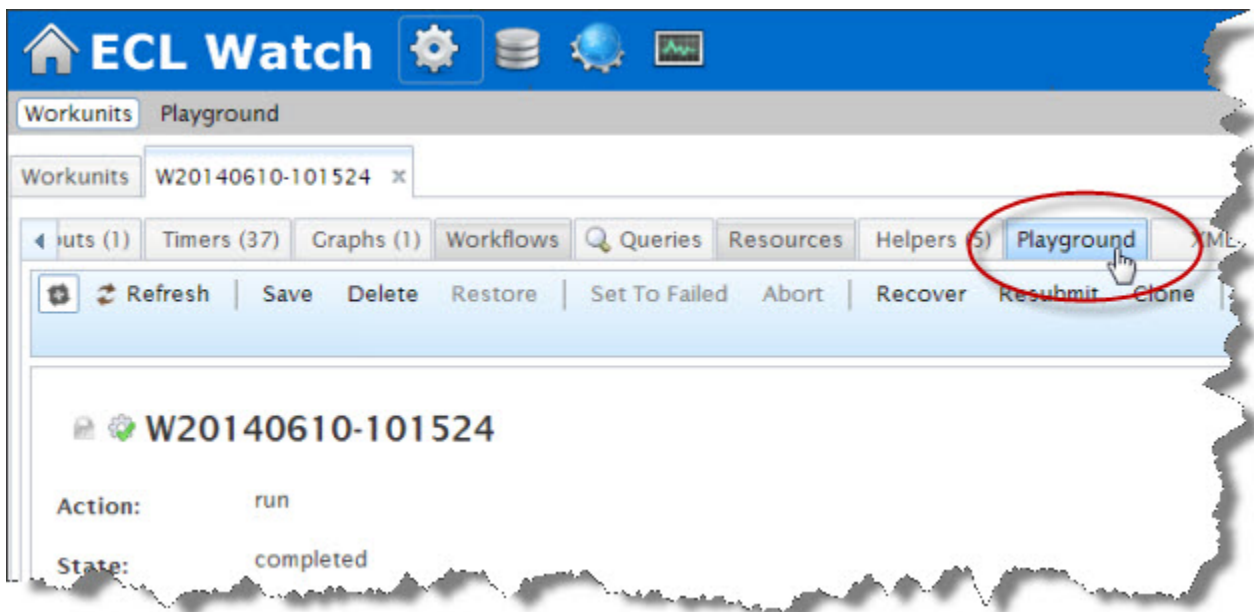 ECL Watch
Workunits Playground
Workunits W20140610-101524 x
uts (1) Timers (37) Graphs (1) Workflows Queries Resources Helpers (5) Playground XML
Refresh Save Delete Restore Set To Failed Abort Recover Resubmit Clone
W20140610-101524
Action: run
State: completed